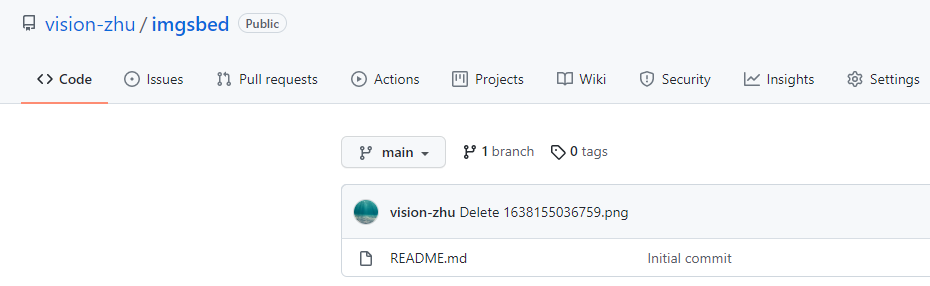 vision-zhu / imgsbed Public
Code Issues Pull requests Actions Projects Wiki Security Insights Settings
main 1 branch 0 tags
vision-zhu Delete 1638155036759.png
README.md Initial commit